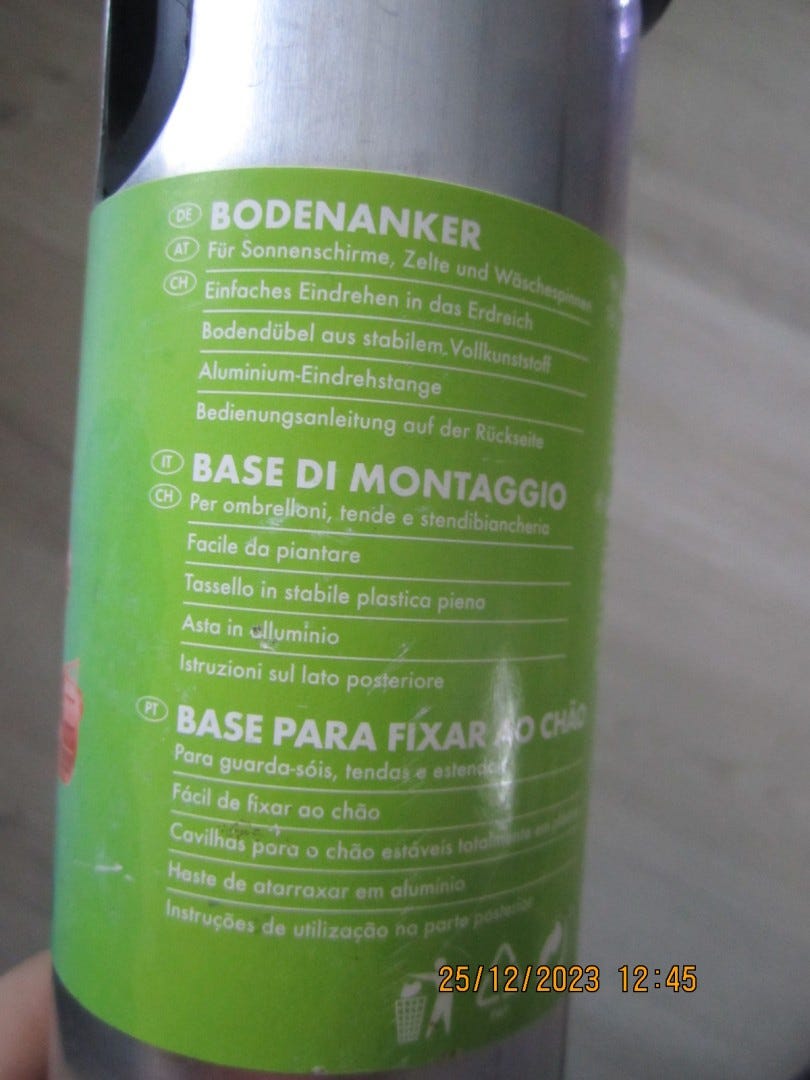 DE BODENANKER
AT Für Sonnenschirme, Zelte und Wäschespinnen
CH Einfaches Eindrehen in das Erdreich
Bodendübel aus stabilem Vollkunststoff
Aluminium-Eindrehstange
Bedienungsanleitung auf der Rückseite
IT BASE DI MONTAGGIO
CH Per ombrelloni, tende e stendibiancheria
Facile da piantare
Tassello in stabile plastica piena
Asta in alluminio
Istruzioni sul lato posteriore
PT BASE PARA FIXAR AO CHÃO
Para guarda-sóis, tendas e
Fácil de fixar ao chão
Cavilhas para o chão estáveis totalmente em
Haste de atarraxar em alumínio
Instruções de utilização na parte posterior
25/12/2023 12:45